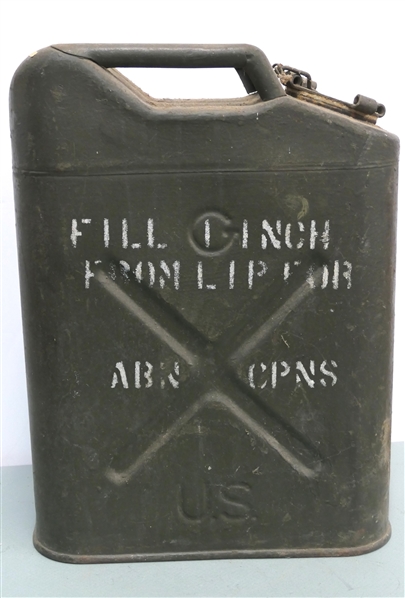 G
FILL 1 INCH
FROM LIP FOR
ABN CPNS
U.S.